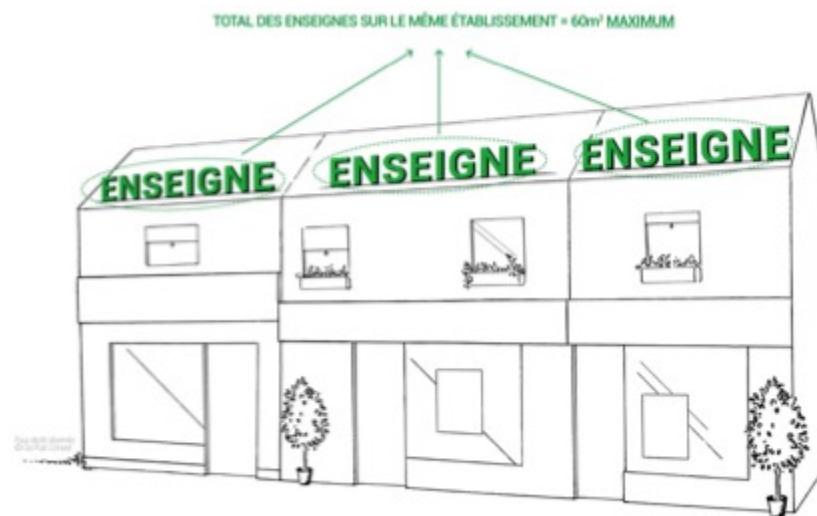 TOTAL DES ENSEIGNES SUR LE MÊME ÉTABLISSEMENT = 60m² MAXIMUM
ENSEIGNE
ENSEIGNE
ENSEIGNE